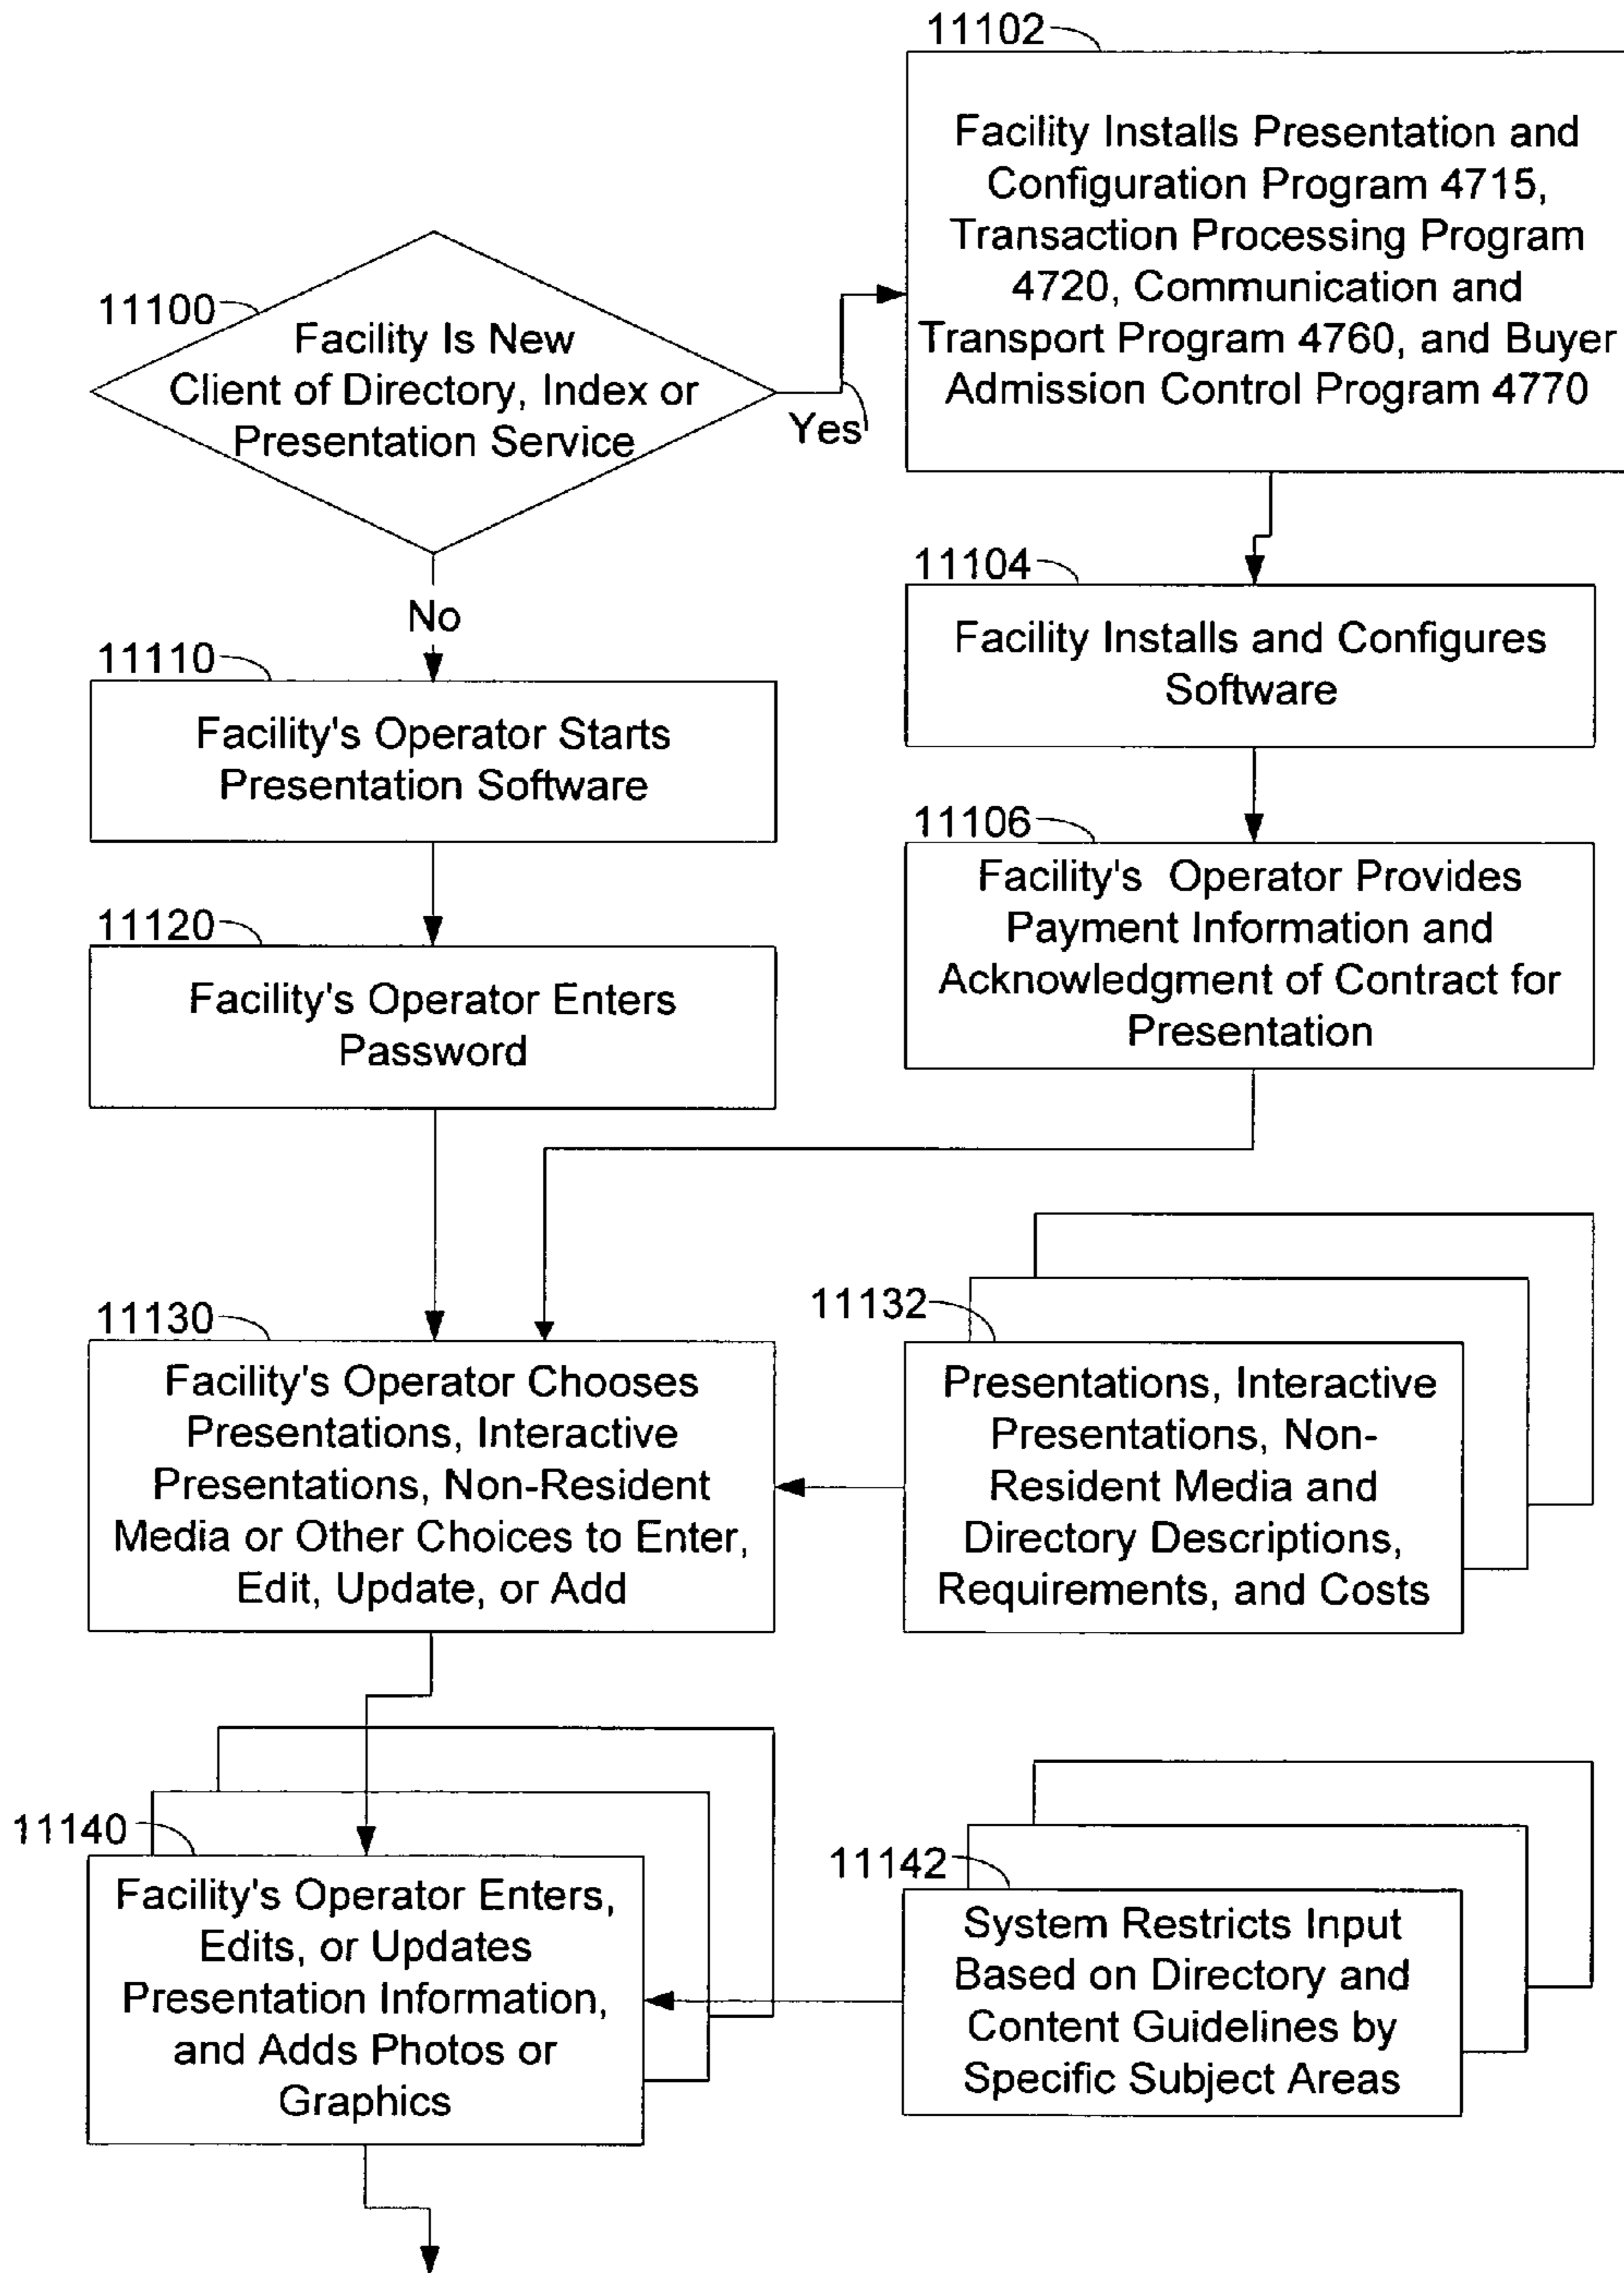 11102
Facility Installs Presentation and
Configuration Program 4715,
Transaction Processing Program
4720, Communication and
Transport Program 4760, and Buyer
Admission Control Program 4770
11100
Facility Is New
Client of Directory, Index or
Presentation Service
Yes
No
11104
Facility Installs and Configures
Software
11110
Facility's Operator Starts
Presentation Software
11106
Facility's Operator Provides
Payment Information and
Acknowledgment of Contract for
Presentation
11120
Facility's Operator Enters
Password
11130
Facility's Operator Chooses
Presentations, Interactive
Presentations, Non-Resident
Media or Other Choices to Enter,
Edit, Update, or Add
11132
Presentations, Interactive
Presentations, Non-
Resident Media and
Directory Descriptions,
Requirements, and Costs
11140
Facility's Operator Enters,
Edits, or Updates
Presentation Information,
and Adds Photos or
Graphics
11142
System Restricts Input
Based on Directory and
Content Guidelines by
Specific Subject Areas